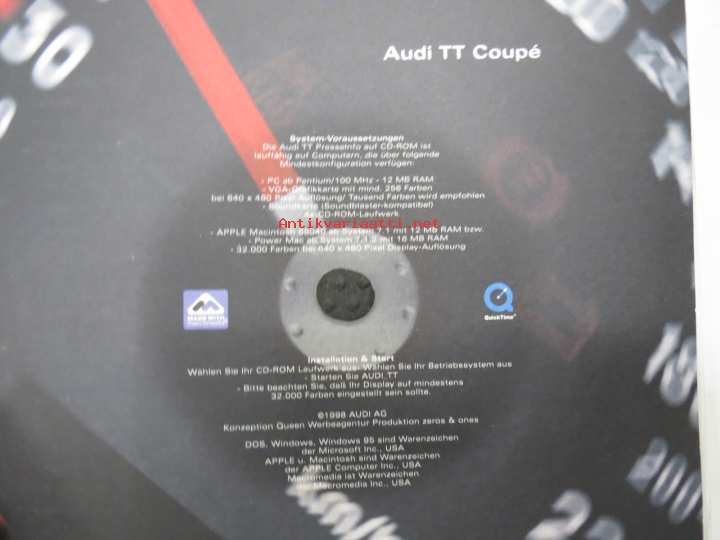 30
Audi TT Coupé
System-Voraussetzungen
Die Audi TT Presseinfo auf CD-ROM ist
lauffähig auf Computern, die über folgende
Mindestkonfiguration verfügen:
- PC ab Pentium/100 MHz - 12 MB RAM
- VGA-Grafikkarte mit mind. 256 Farben
bei 640 x 480 Pixel Auflösung/ Tausend Farben wird empfohlen
- Soundkarte (Soundblaster-kompatibel)
- 4x CD-ROM-Laufwerk
Antikvariaatti.net
- APPLE Macintosh 68040 ab System 7.1 mit 12 MB RAM bzw.
- Power Mac ab System 7.1.2 mit 16 MB RAM
- 32.000 Farben bei 640 x 480 Pixel Display-Auflösung
MADE WITH
QuickTime™
Installation & Start
Wählen Sie Ihr CD-ROM Laufwerk aus. Wählen Sie Ihr Betriebssystem aus
- Starten Sie AUDI.TT
- Bitte beachten Sie, daß Ihr Display auf mindestens
32.000 Farben eingestellt sein sollte.
©1998 AUDI AG
Konzeption Queen Werbeagentur Produktion zeros & ones
DOS, Windows, Windows 95 sind Warenzeichen
der Microsoft Inc., USA
APPLE u. Macintosh sind Warenzeichen
der APPLE Computer Inc., USA
Macromedia ist Warenzeichen
der Macromedia Inc., USA
200
km/h